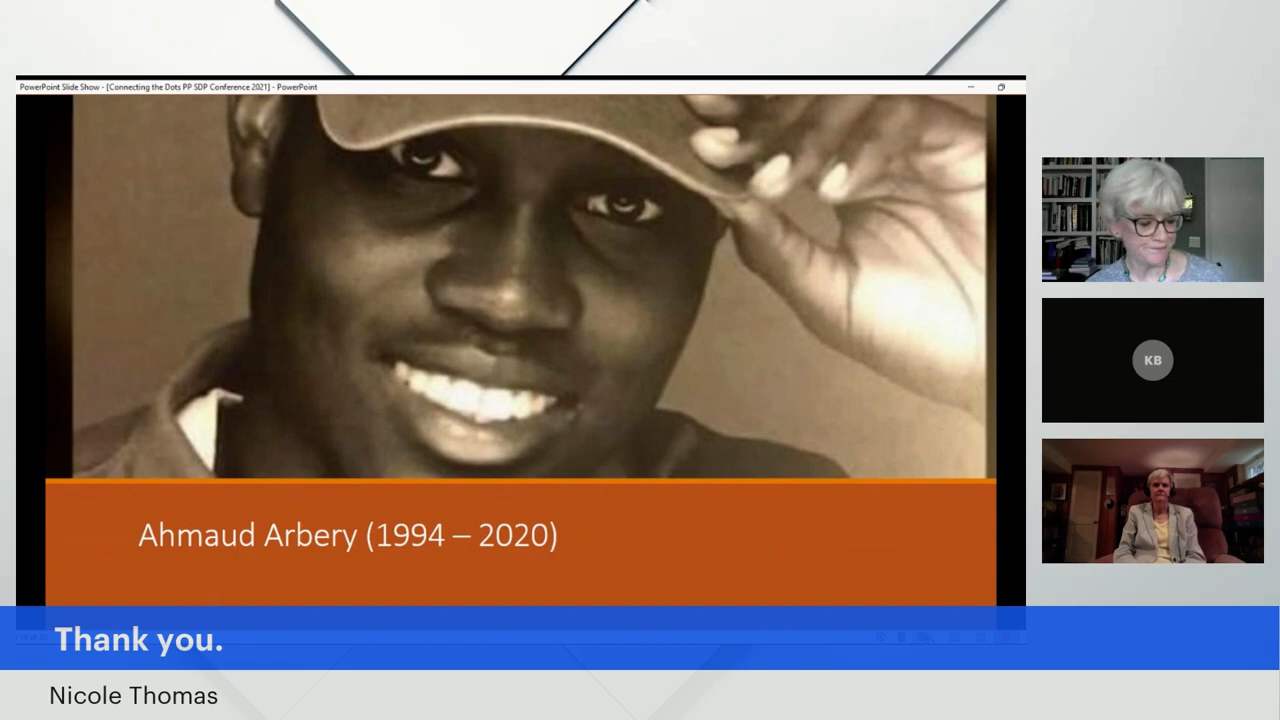 PowerPoint Slide Show - [Connecting the Dots PP SDP Conference 2021] - PowerPoint
KB
Ahmaud Arbery (1994 – 2020)
Thank you.
Nicole Thomas